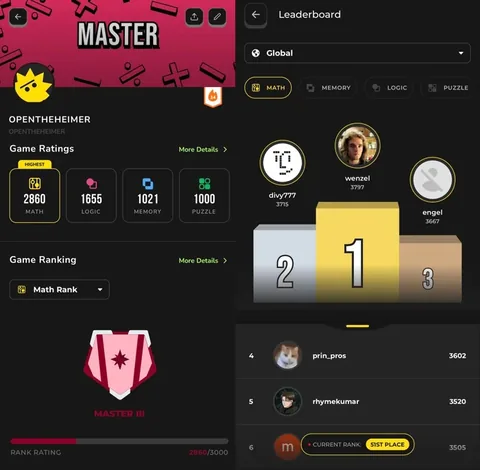 MASTER
OPENTHEHEIMER
OPENTHEHEIMER
Game Ratings
More Details
HIGHEST
2860
MATH
1655
LOGIC
1021
MEMORY
1000
PUZZLE
Game Ranking
More Details
Math Rank
MASTER III
RANK RATING
2860/3000
Leaderboard
Global
MATH
MEMORY
LOGIC
PUZZLE
wenzel
3797
divy777
3715
engel
3667
1
2
3
4
prin_pros
3602
5
rhymekumar
3520
6
m
CURRENT RANK:
51ST PLACE
3505